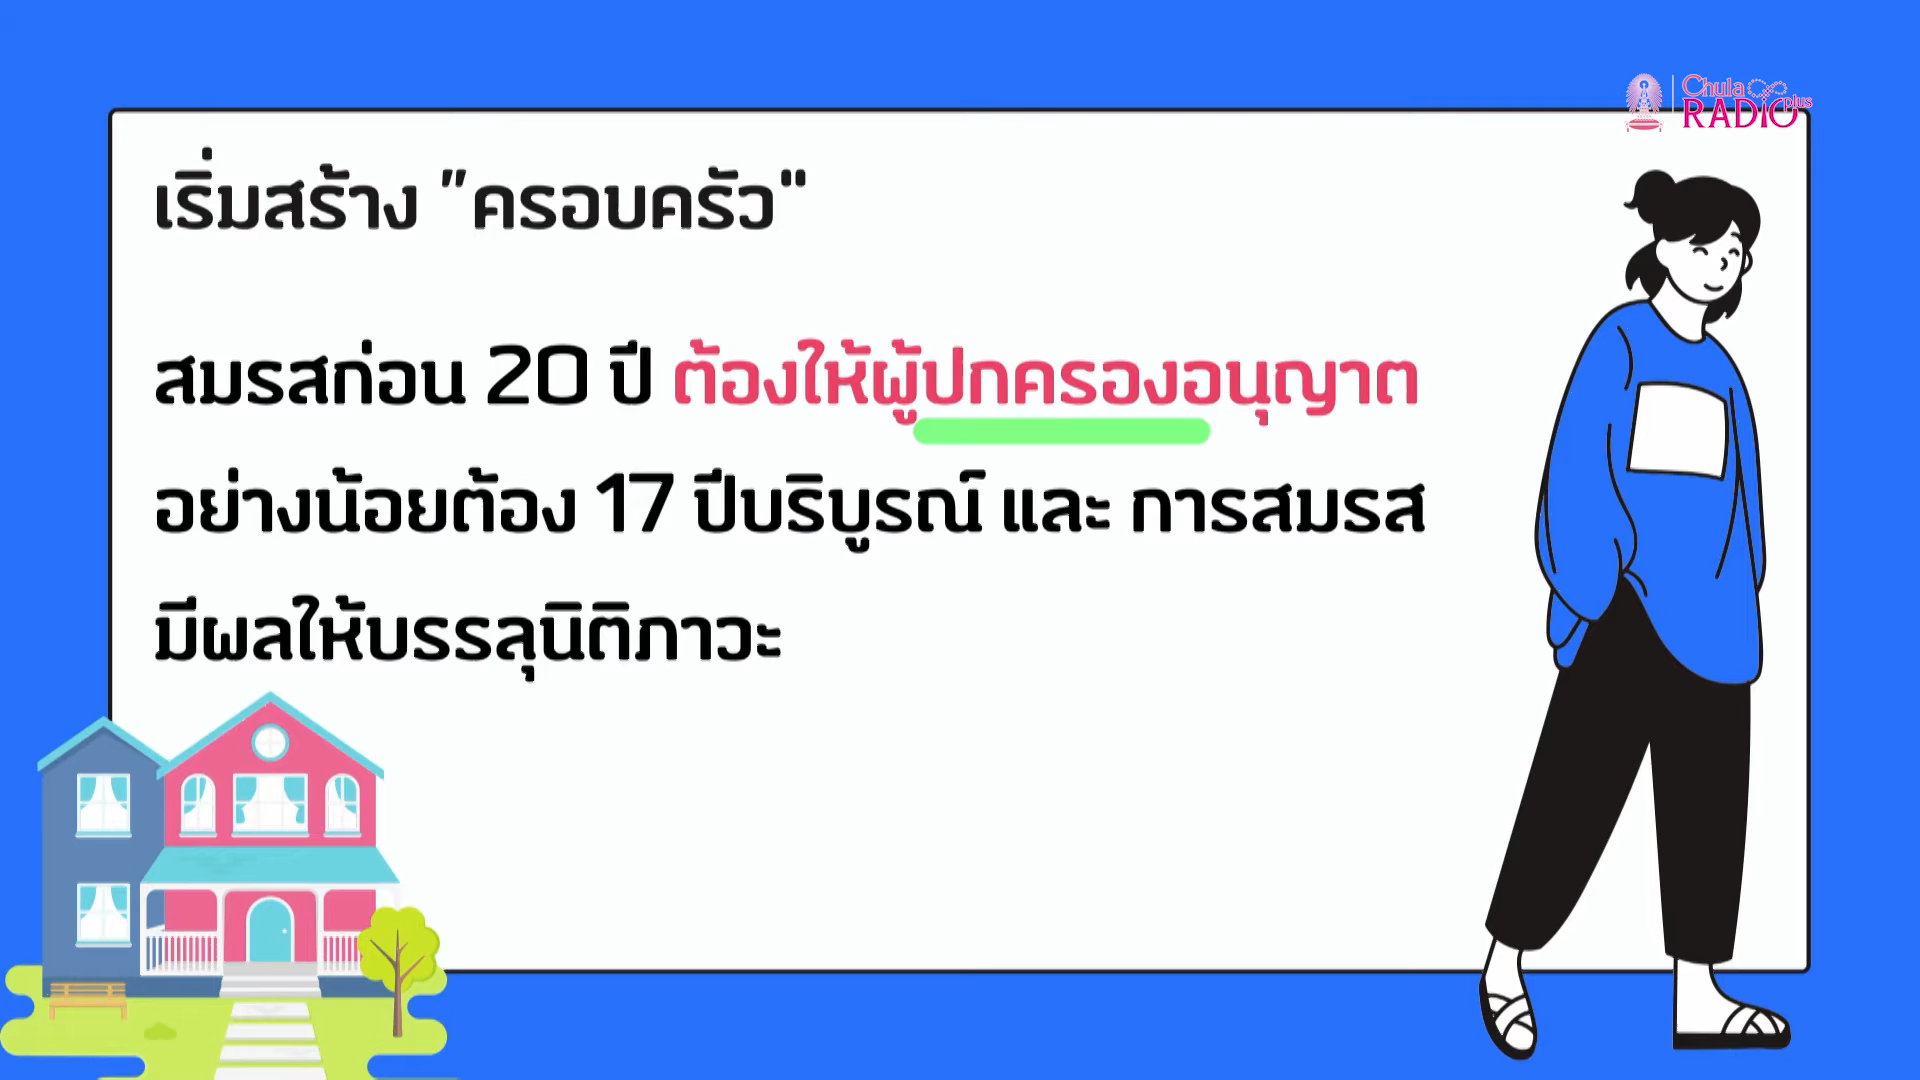 Chula
RADIO plus
เริ่มสร้าง "ครอบครัว"
สมรสก่อน 20 ปี ต้องให้ผู้ปกครองอนุญาต
อย่างน้อยต้อง 17 ปีบริบูรณ์ และ การสมรส
มีผลให้บรรลุนิติภาวะ